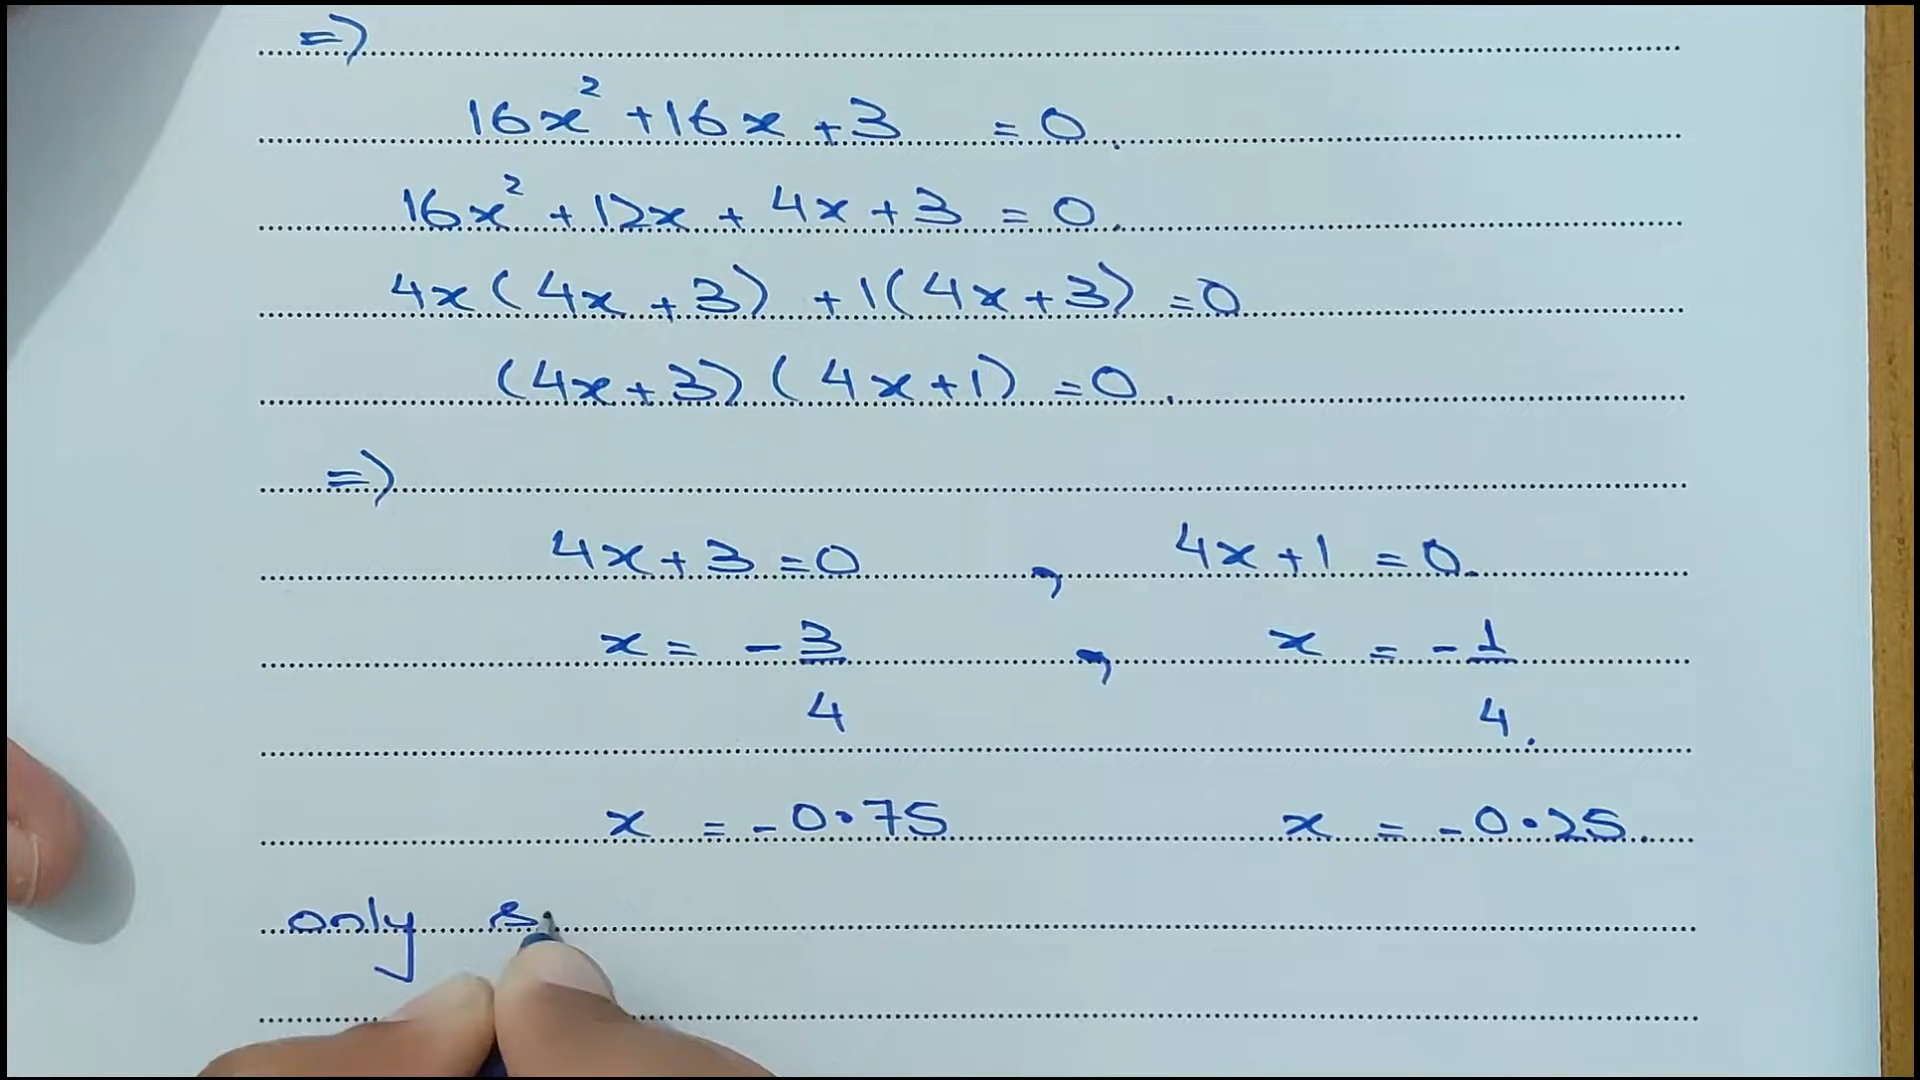 =>
16x² + 16x + 3 = 0.
16x² + 12x + 4x + 3 = 0.
4x(4x + 3) + 1(4x + 3) = 0
(4x + 3)(4x + 1) = 0.
=>
4x + 3 = 0 , 4x + 1 = 0.
x = -3/4 , x = -1/4.
x = -0.75 x = -0.25.
only